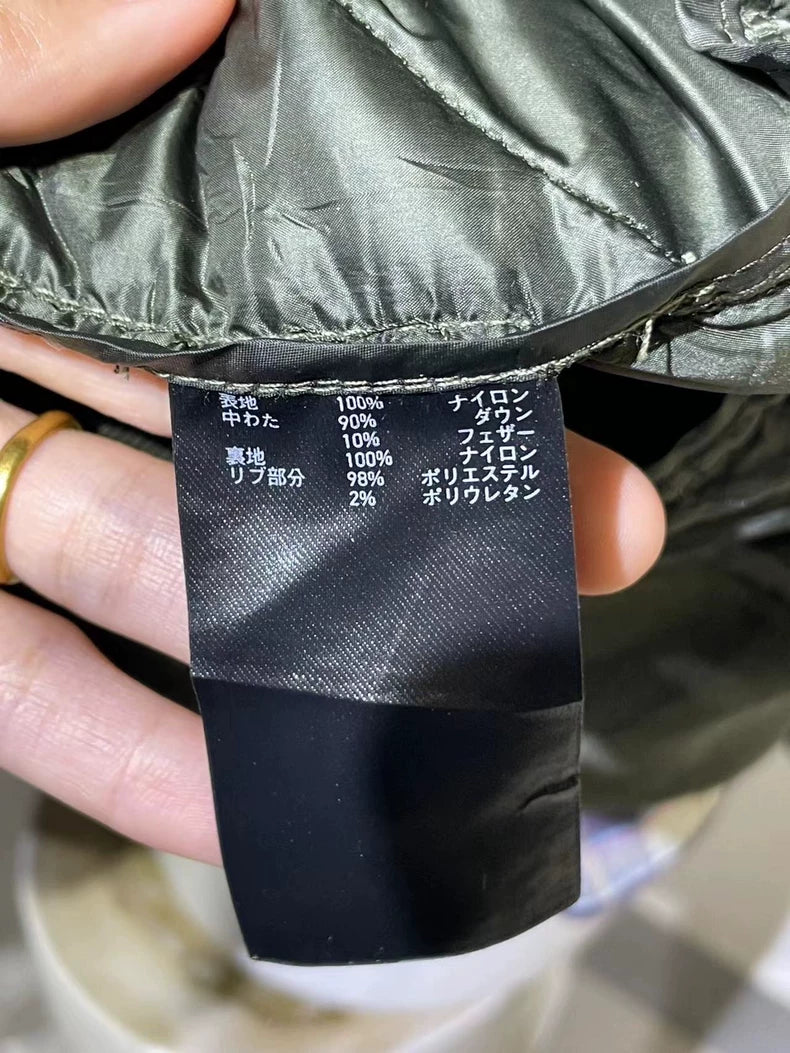 表地 100% ナイロン
中わた 90% ダウン
10% フェザー
裏地 100% ナイロン
リブ部分 98% ポリエステル
2% ポリウレタン